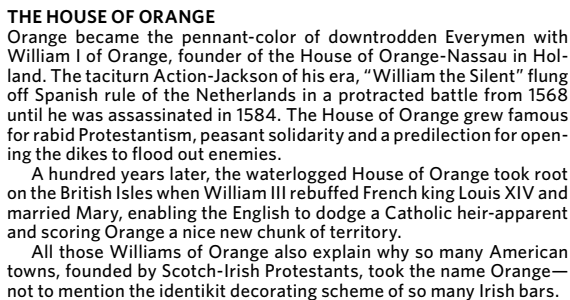 THE HOUSE OF ORANGE
Orange became the pennant-color of downtrodden Everymen with
William I of Orange, founder of the House of Orange-Nassau in Hol-
land. The taciturn Action-Jackson of his era, “William the Silent” flung
off Spanish rule of the Netherlands in a protracted battle from 1568
until he was assassinated in 1584. The House of Orange grew famous
for rabid Protestantism, peasant solidarity and a predilection for open-
ing the dikes to flood out enemies.
A hundred years later, the waterlogged House of Orange took root
on the British Isles when William III rebuffed French king Louis XIV and
married Mary, enabling the English to dodge a Catholic heir-apparent
and scoring Orange a nice new chunk of territory.
All those Williams of Orange also explain why so many American
towns, founded by Scotch-Irish Protestants, took the name Orange—
not to mention the identikit decorating scheme of so many Irish bars.